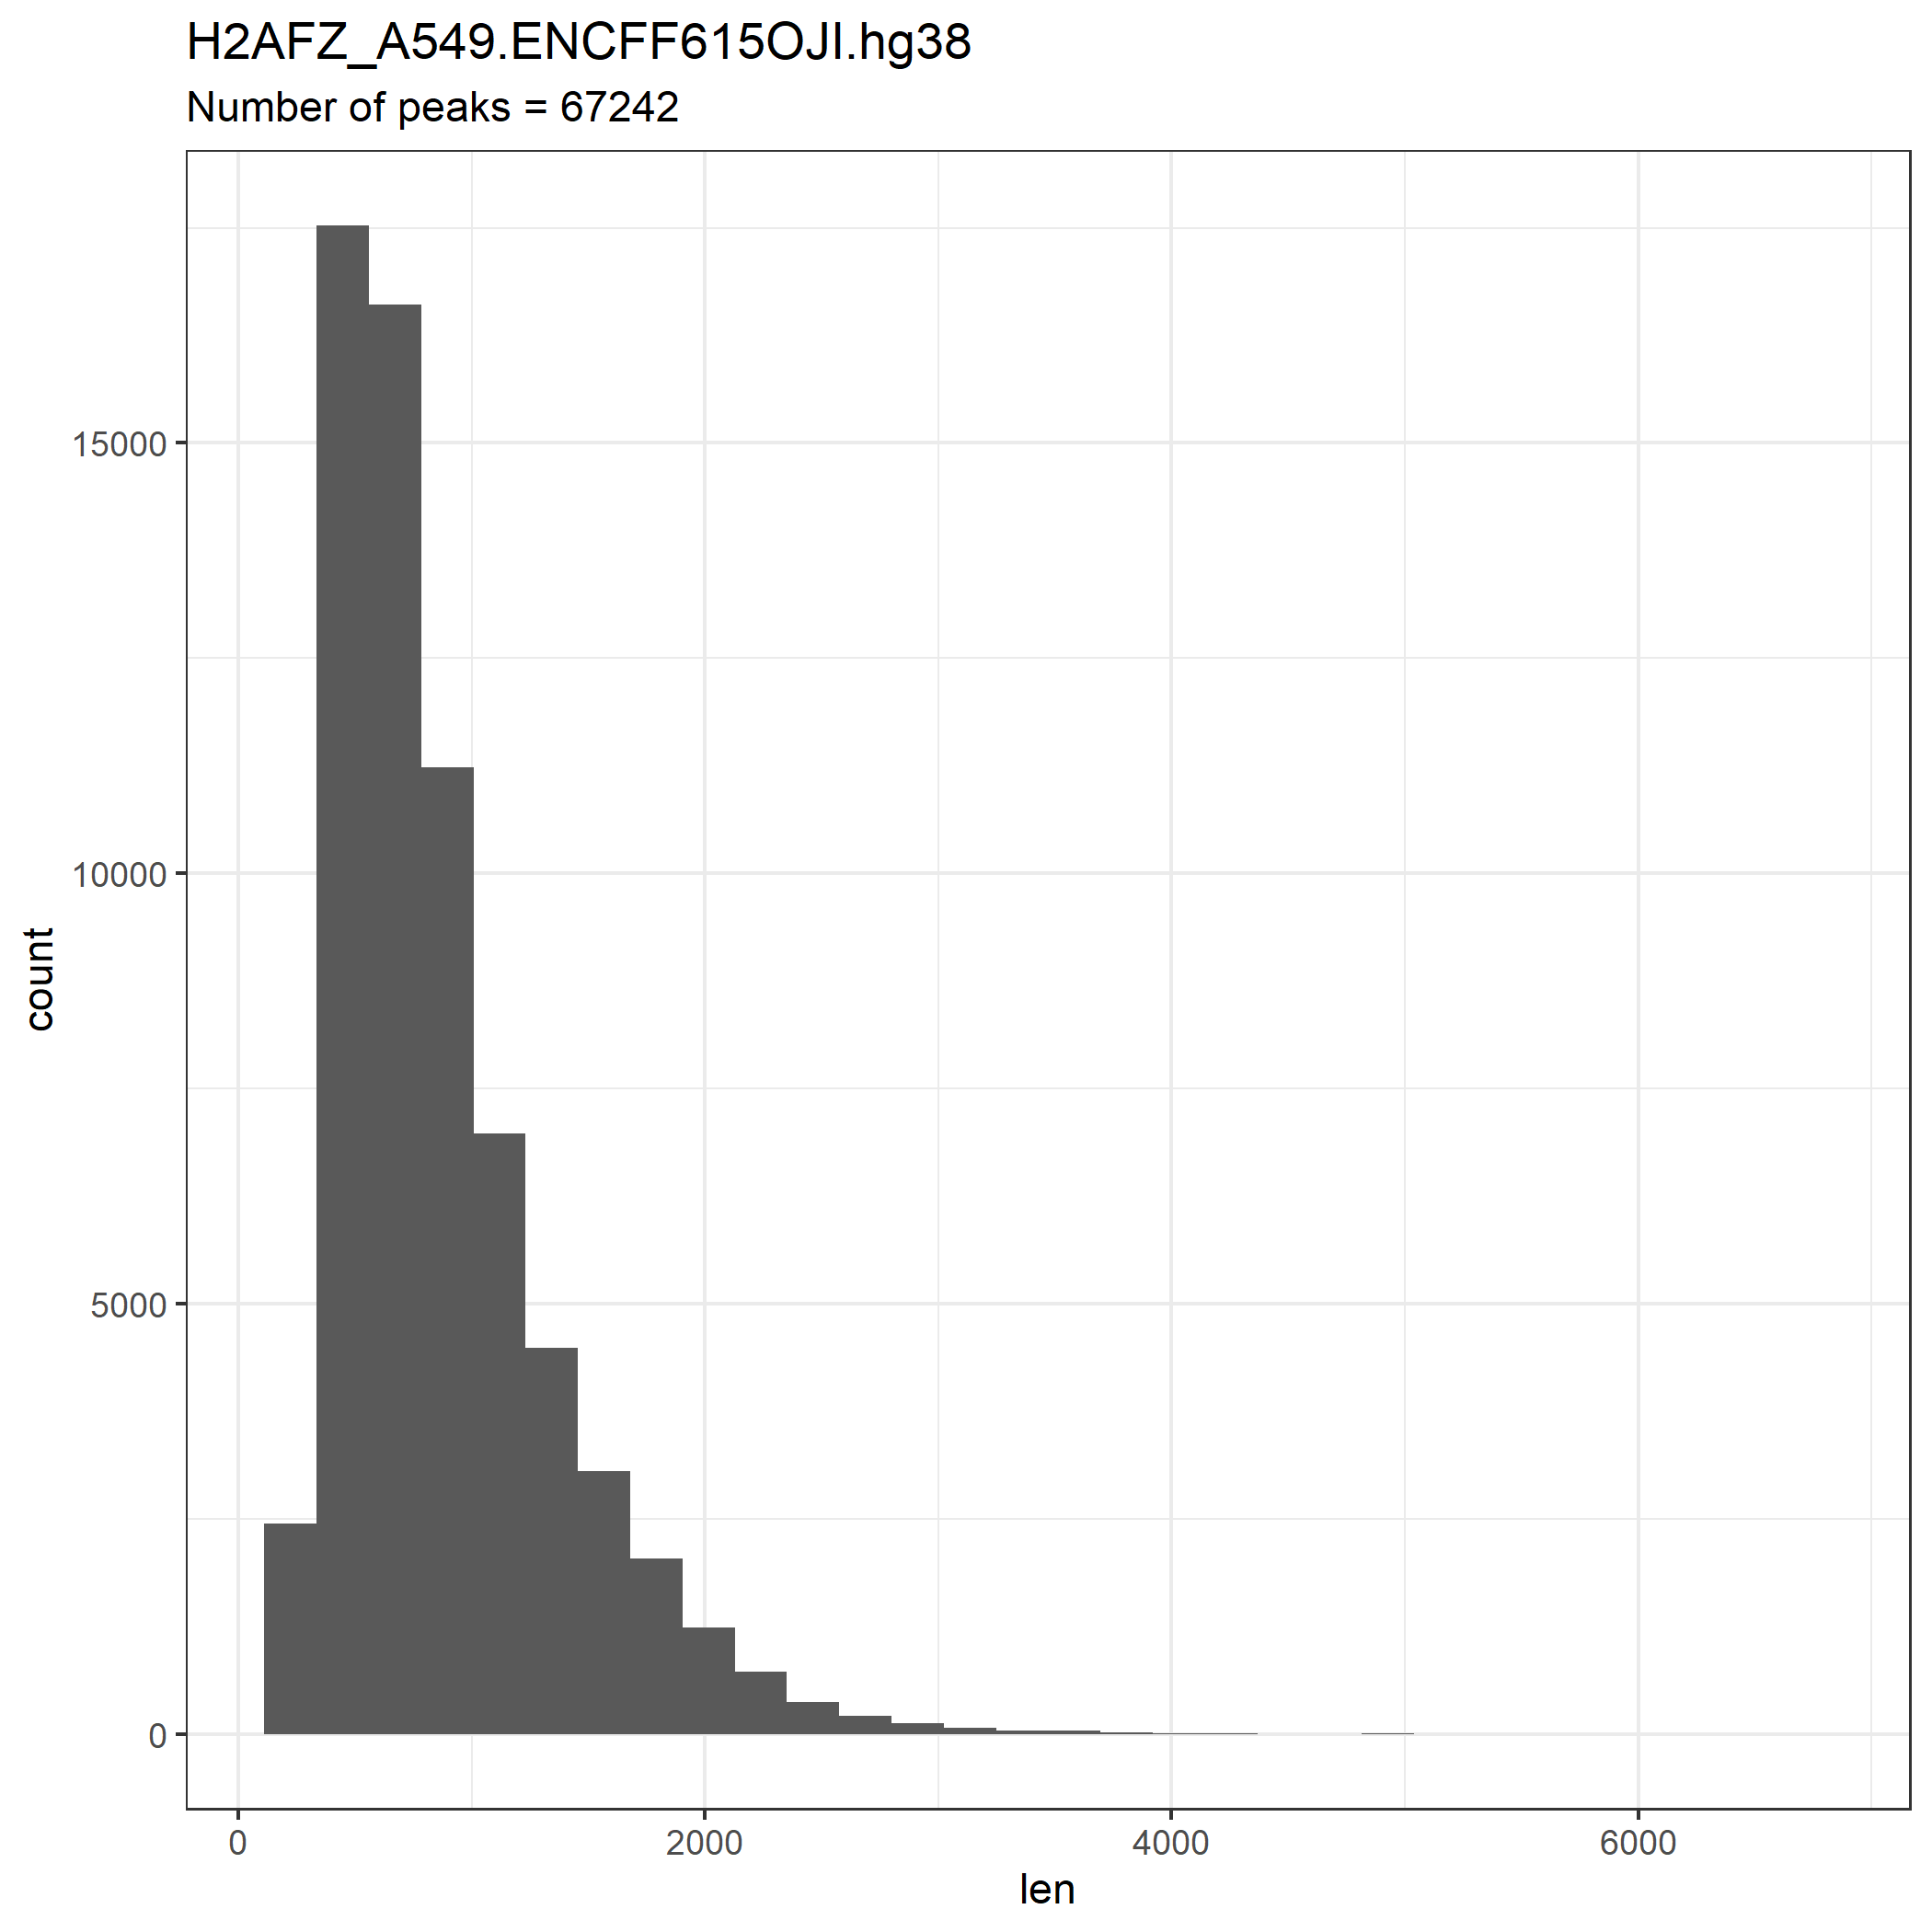 H2AFZ_A549.ENCFF615OJI.hg38
Number of peaks = 67242
15000
10000
5000
0
count
0 2000 4000 6000
len